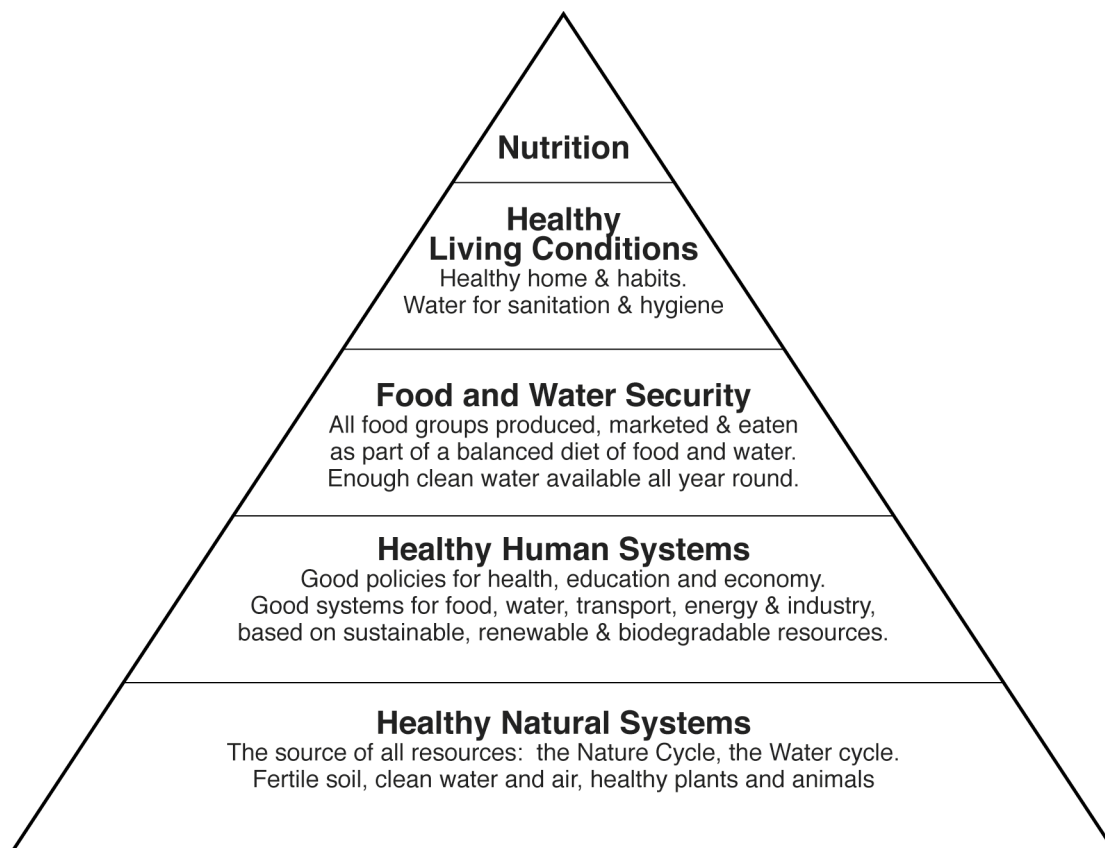 Nutrition
Healthy
Living Conditions
Healthy home & habits.
Water for sanitation & hygiene
Food and Water Security
All food groups produced, marketed & eaten
as part of a balanced diet of food and water.
Enough clean water available all year round.
Healthy Human Systems
Good policies for health, education and economy.
Good systems for food, water, transport, energy & industry,
based on sustainable, renewable & biodegradable resources.
Healthy Natural Systems
The source of all resources:  the Nature Cycle, the Water cycle.
Fertile soil, clean water and air, healthy plants and animals